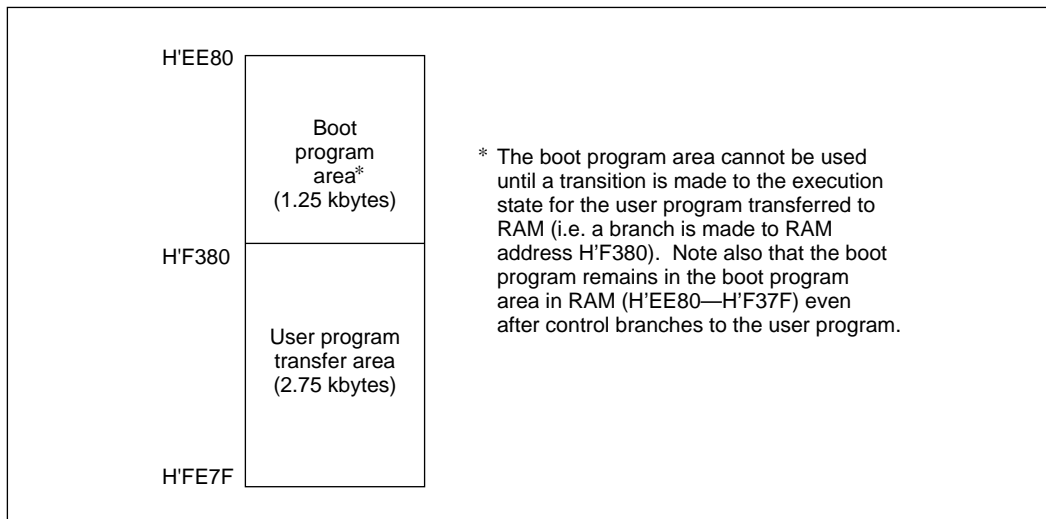 H'EE80
Boot
program
area*
(1.25 kbytes)
H'F380
User program
transfer area
(2.75 kbytes)
H'FE7F
* The boot program area cannot be used
until a transition is made to the execution
state for the user program transferred to
RAM (i.e. a branch is made to RAM
address H'F380). Note also that the boot
program remains in the boot program
area in RAM (H'EE80—H'F37F) even
after control branches to the user program.